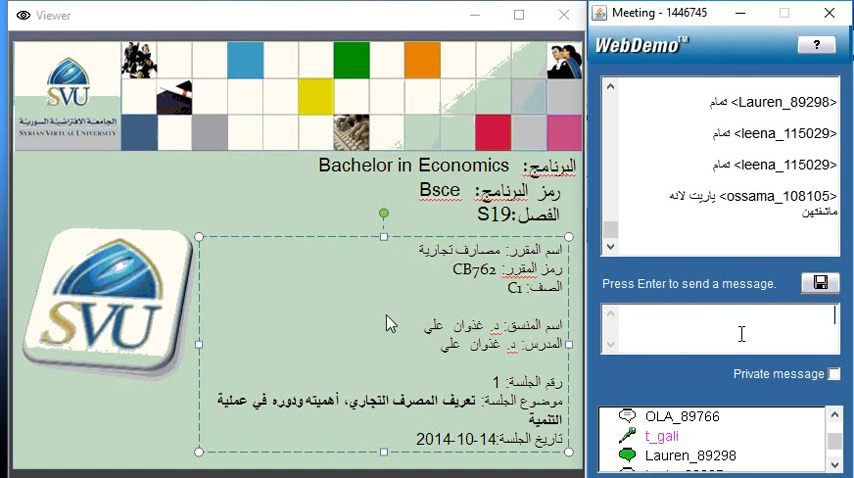 Viewer
SVU
الجامعة الافتراضية السورية
SYRIAN VIRTUAL UNIVERSITY
البرنامج: Bachelor in Economics
رمز البرنامج: Bsce
الفصل:S19
SVU
اسم المقرر: مصارف تجارية
رمز المقرر: CB762
الصف: C1
اسم المنسق: د. غذوان علي
المدرس: د. غذوان علي
رقم الجلسة: 1
موضوع الجلسة: تعريف المصرف التجاري، أهميته ودوره في عملية
التنمية
تاريخ الجلسة:14-10-2014
Meeting - 1446745
WebDemo™
?
<Lauren_89298> تمام
<leena_115029> تمام
<leena_115029> تمام
<ossama_108105> ياريت لانه
ماشفتهن
Press Enter to send a message.
Private message
OLA_89766
t_gali
Lauren_89298